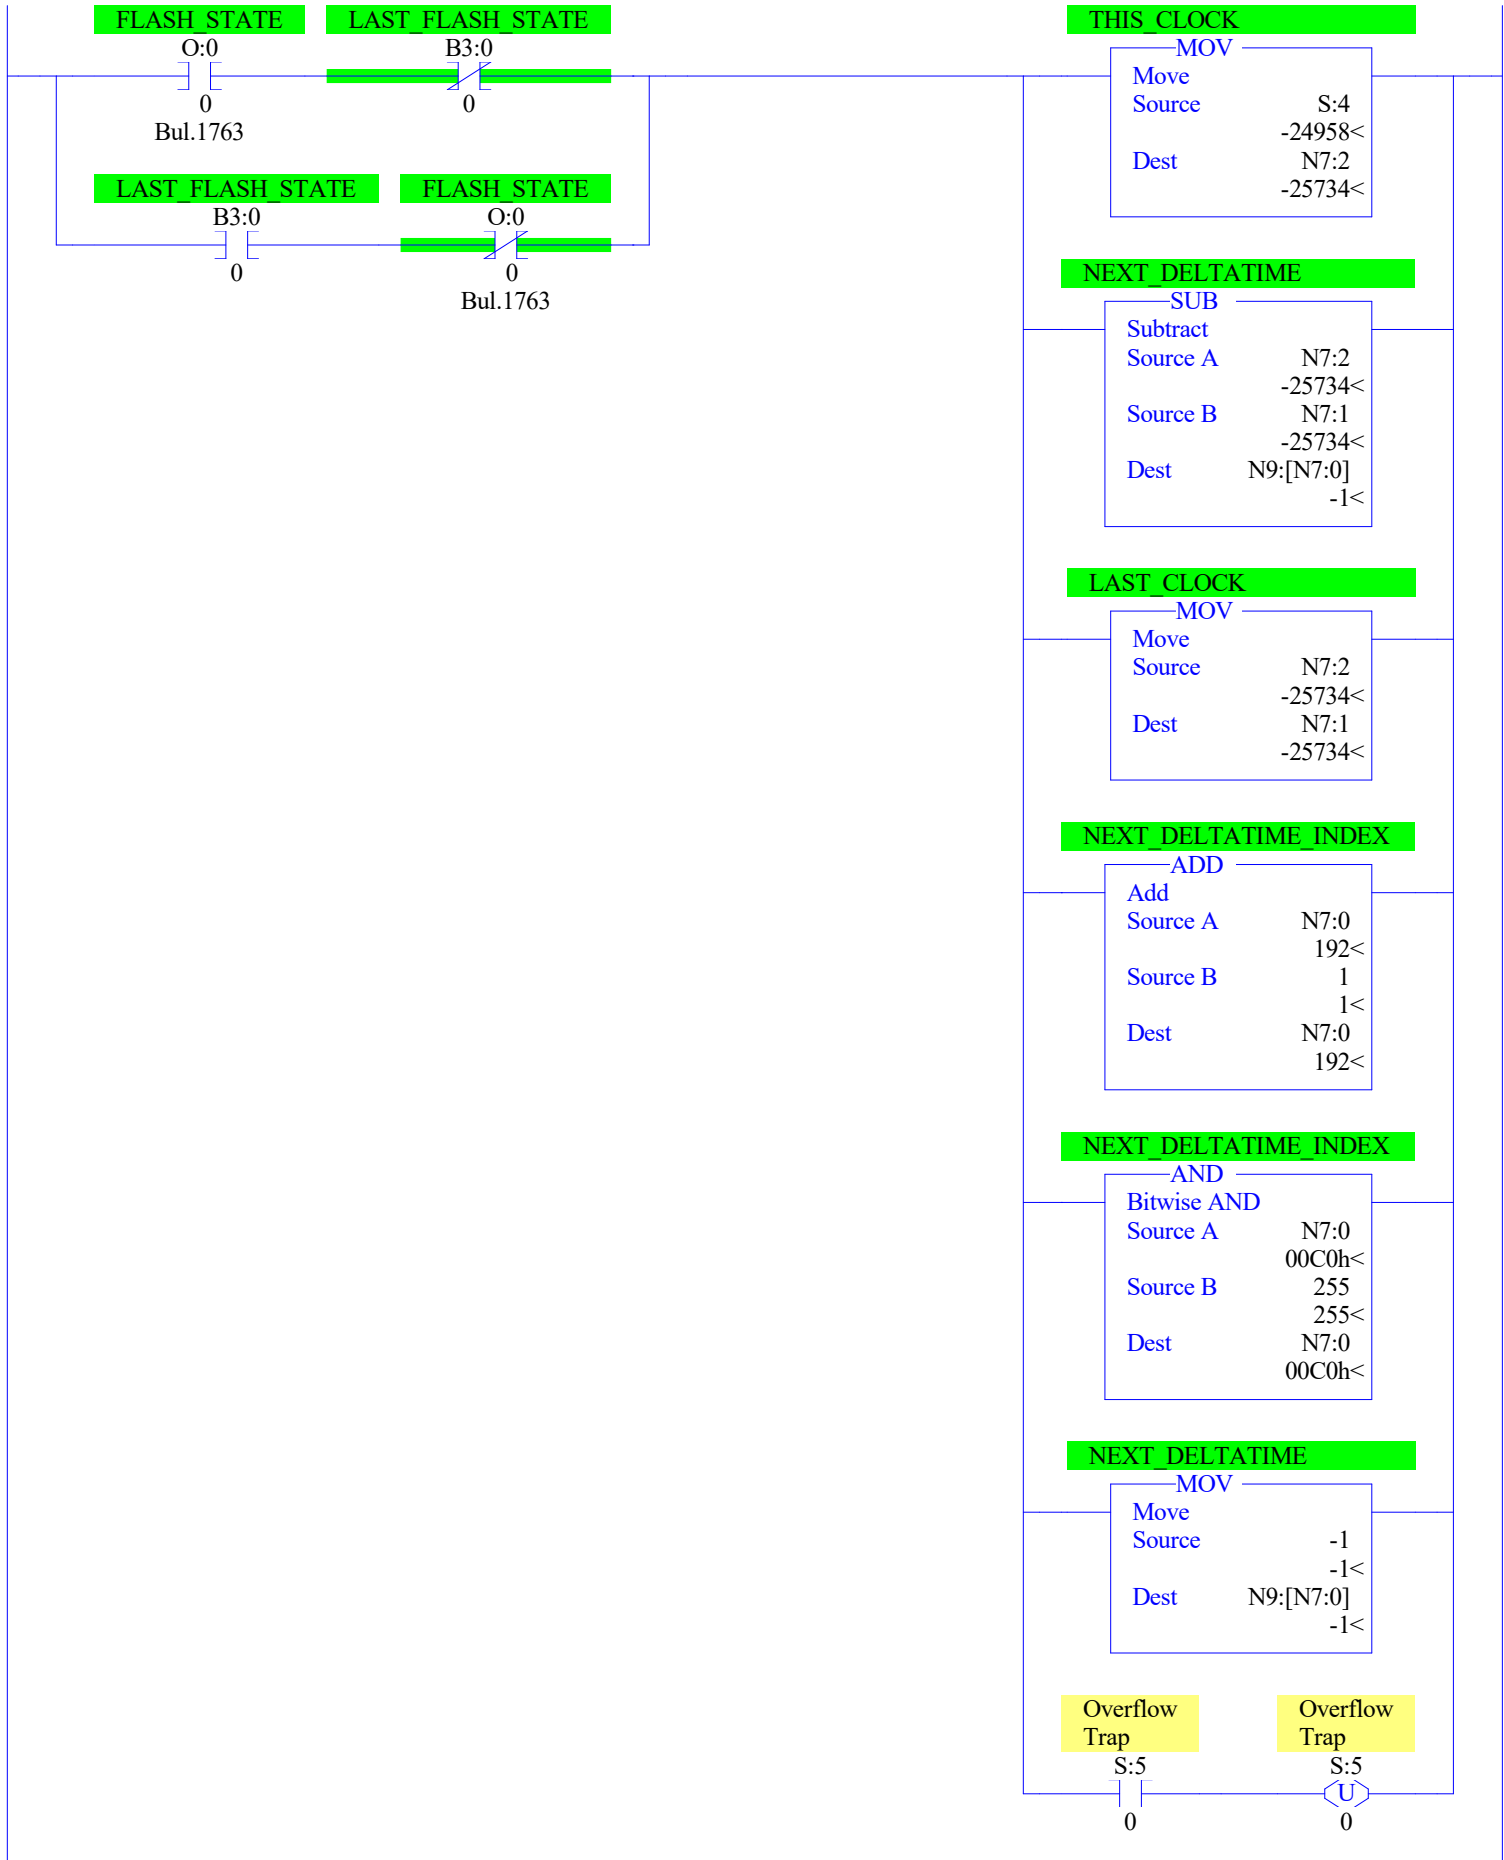 FLASH_STATE
O:0
0
Bul.1763
LAST_FLASH_STATE
B3:0
0
LAST_FLASH_STATE
B3:0
0
FLASH_STATE
O:0
0
Bul.1763
THIS_CLOCK
MOV
Move
Source S:4
-24958<
Dest N7:2
-25734<
NEXT_DELTATIME
SUB
Subtract
Source A N7:2
-25734<
Source B N7:1
-25734<
Dest N9:[N7:0]
-1<
LAST_CLOCK
MOV
Move
Source N7:2
-25734<
Dest N7:1
-25734<
NEXT_DELTATIME_INDEX
ADD
Add
Source A N7:0
192<
Source B 1
1<
Dest N7:0
192<
NEXT_DELTATIME_INDEX
AND
Bitwise AND
Source A N7:0
00C0h<
Source B 255
255<
Dest N7:0
00C0h<
NEXT_DELTATIME
MOV
Move
Source -1
-1<
Dest N9:[N7:0]
-1<
Overflow
Trap
S:5
0
Overflow
Trap
S:5
U
0